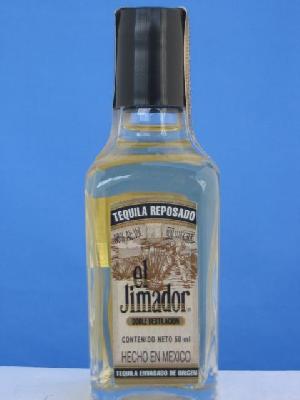 TEQUILA REPOSADO
el
Jimador
DOBLE DESTILACION
CONTENIDO NETO 50 ml
HECHO EN MEXICO
TEQUILA ENVASADO DE ORIGEN